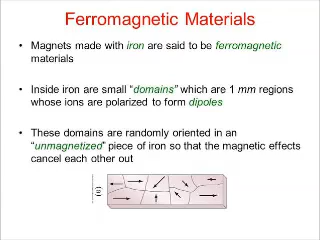 Ferromagnetic Materials
• Magnets made with iron are said to be ferromagnetic
materials
• Inside iron are small “domains” which are 1 mm regions
whose ions are polarized to form dipoles
• These domains are randomly oriented in an
“unmagnetized” piece of iron so that the magnetic effects
cancel each other out
(a)